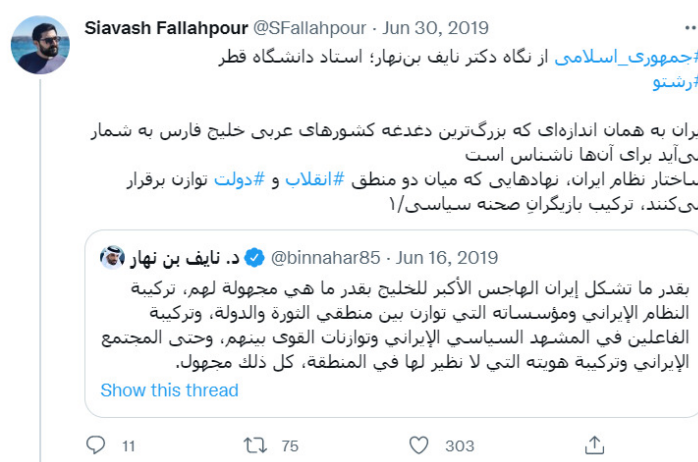 Siavash Fallahpour @SFallahpour · Jun 30, 2019
#جمهوری_اسلامی از نگاه دکتر نایف بن‌نهار؛ استاد دانشگاه قطر
#رشتو
یران به همان اندازه‌ای که بزرگ‌ترین دغدغه کشورهای عربی خلیج فارس به شمار
ی‌آید برای آن‌ها ناشناس است
ساختار نظام ایران، نهادهایی که میان دو منطق #انقلاب و #دولت توازن برقرار
ی‌کنند، ترکیب بازیگرانِ صحنه سیاسی/۱
د. نايف بن نهار @binnahar85 · Jun 16, 2019
بقدر ما تشكل إيران الهاجس الأكبر للخليج بقدر ما هي مجهولة لهم، تركيبة
النظام الإيراني ومؤسساته التي توازن بين منطقي الثورة والدولة، وتركيبة
الفاعلين في المشهد السياسي الإيراني وتوازنات القوى بينهم، وحتى المجتمع
الإيراني وتركيبة هويته التي لا نظير لها في المنطقة، كل ذلك مجهول.
Show this thread
11 75 303